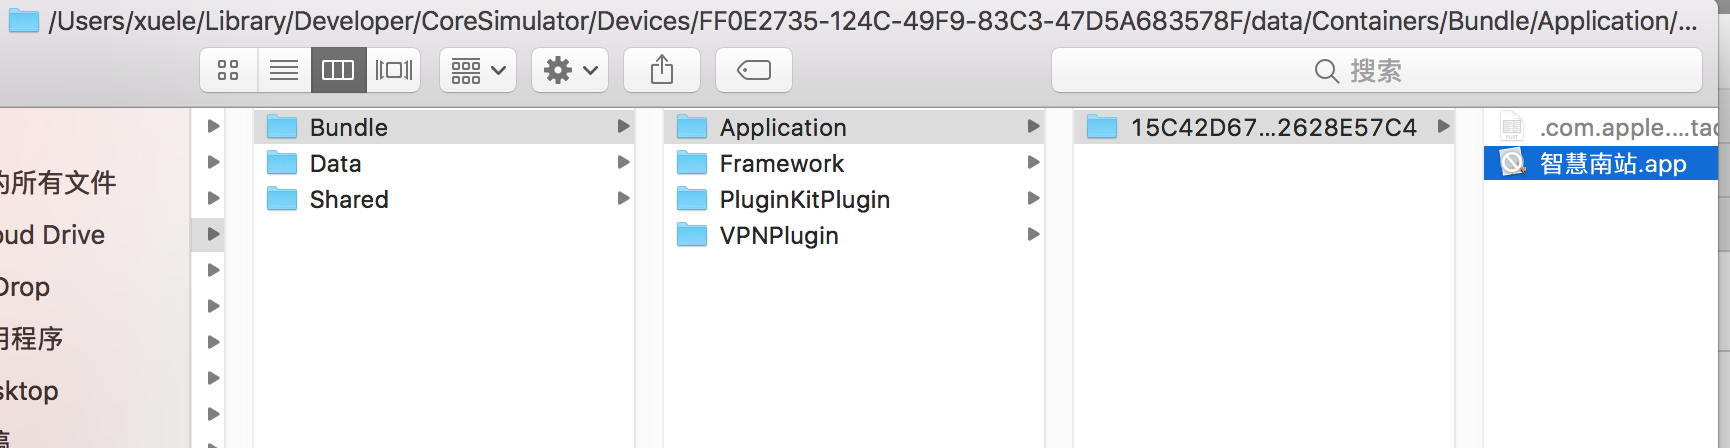 /Users/xuele/Library/Developer/CoreSimulator/Devices/FF0E2735-124C-49F9-83C3-47D5A683578F/data/Containers/Bundle/Application/...
搜索
的所有文件
oud Drive
Drop
用程序
sktop
Bundle
Data
Shared
Application
Framework
PluginKitPlugin
VPNPlugin
15C42D67...2628E57C4
.com.apple....tac
智慧南站.app